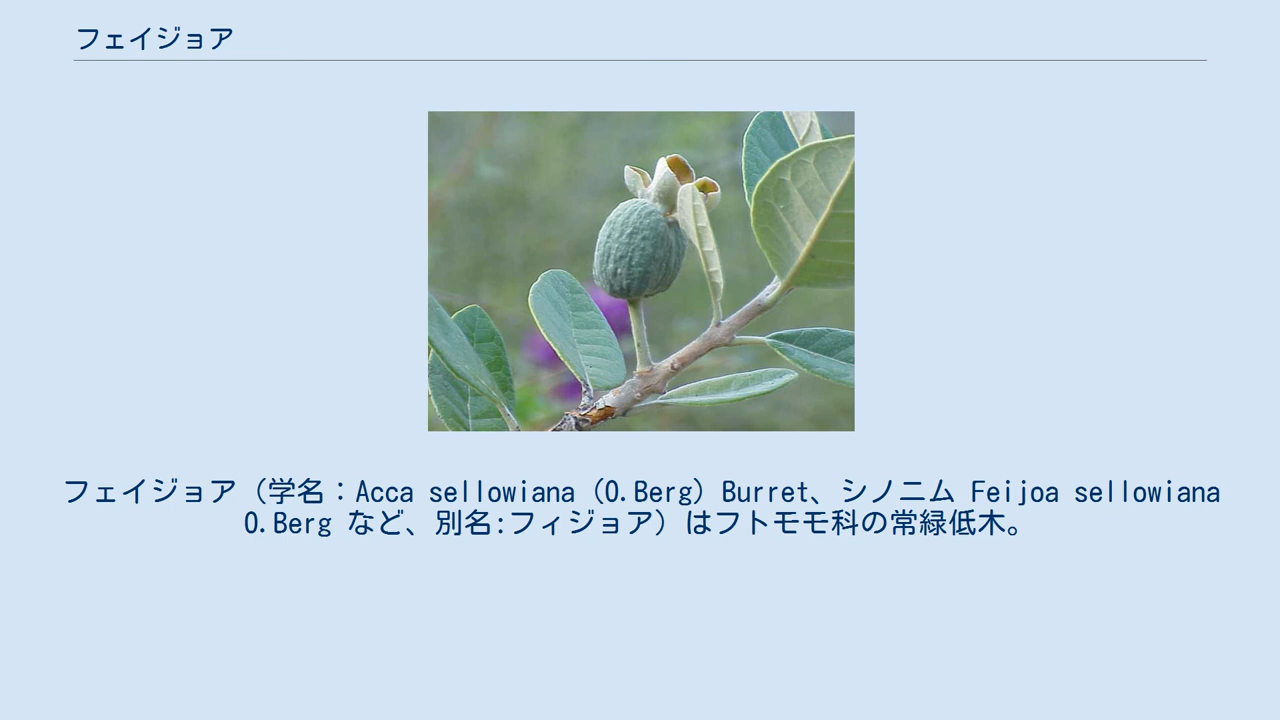 フェイジョア
フェイジョア（学名：Acca sellowiana（O.Berg）Burret、シノニム Feijoa sellowiana
O.Berg など、別名:フィジョア）はフトモモ科の常緑低木。